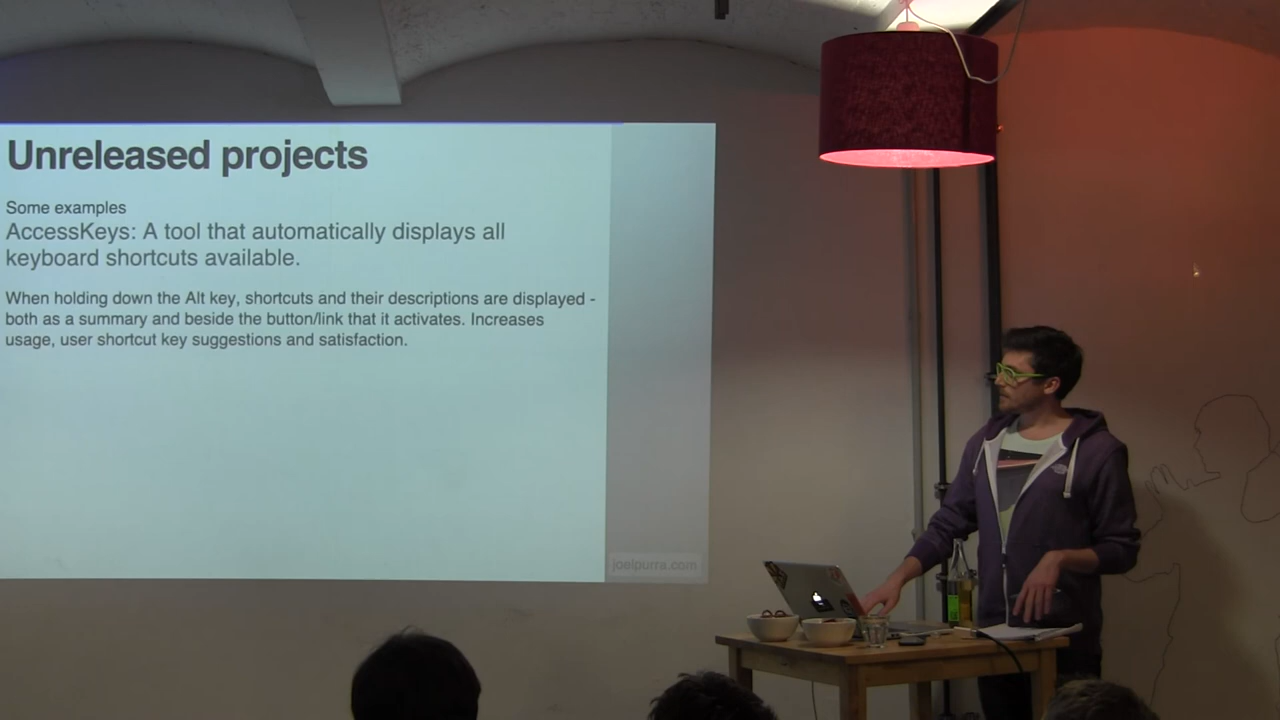 Unreleased projects
Some examples
AccessKeys: A tool that automatically displays all
keyboard shortcuts available.
When holding down the Alt key, shortcuts and their descriptions are displayed -
both as a summary and beside the button/link that it activates. Increases
usage, user shortcut key suggestions and satisfaction.
joelpurra.com